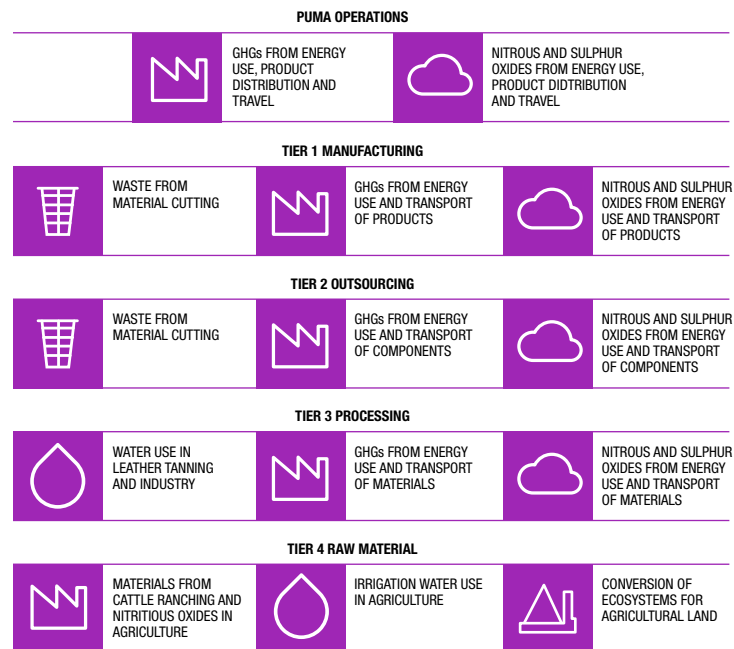 PUMA OPERATIONS
GHGs FROM ENERGY
USE, PRODUCT
DISTRIBUTION AND
TRAVEL
NITROUS AND SULPHUR
OXIDES FROM ENERGY USE,
PRODUCT DIDTRIBUTION
AND TRAVEL
TIER 1 MANUFACTURING
WASTE FROM
MATERIAL CUTTING
GHGs FROM ENERGY
USE AND TRANSPORT
OF PRODUCTS
NITROUS AND SULPHUR
OXIDES FROM ENERGY
USE AND TRANSPORT
OF PRODUCTS
TIER 2 OUTSOURCING
WASTE FROM
MATERIAL CUTTING
GHGs FROM ENERGY
USE AND TRANSPORT
OF COMPONENTS
NITROUS AND SULPHUR
OXIDES FROM ENERGY
USE AND TRANSPORT
OF COMPONENTS
TIER 3 PROCESSING
WATER USE IN
LEATHER TANNING
AND INDUSTRY
GHGs FROM ENERGY
USE AND TRANSPORT
OF MATERIALS
NITROUS AND SULPHUR
OXIDES FROM ENERGY
USE AND TRANSPORT
OF MATERIALS
TIER 4 RAW MATERIAL
MATERIALS FROM
CATTLE RANCHING AND
NITRITIOUS OXIDES IN
AGRICULTURE
IRRIGATION WATER USE
IN AGRICULTURE
CONVERSION OF
ECOSYSTEMS FOR
AGRICULTURAL LAND